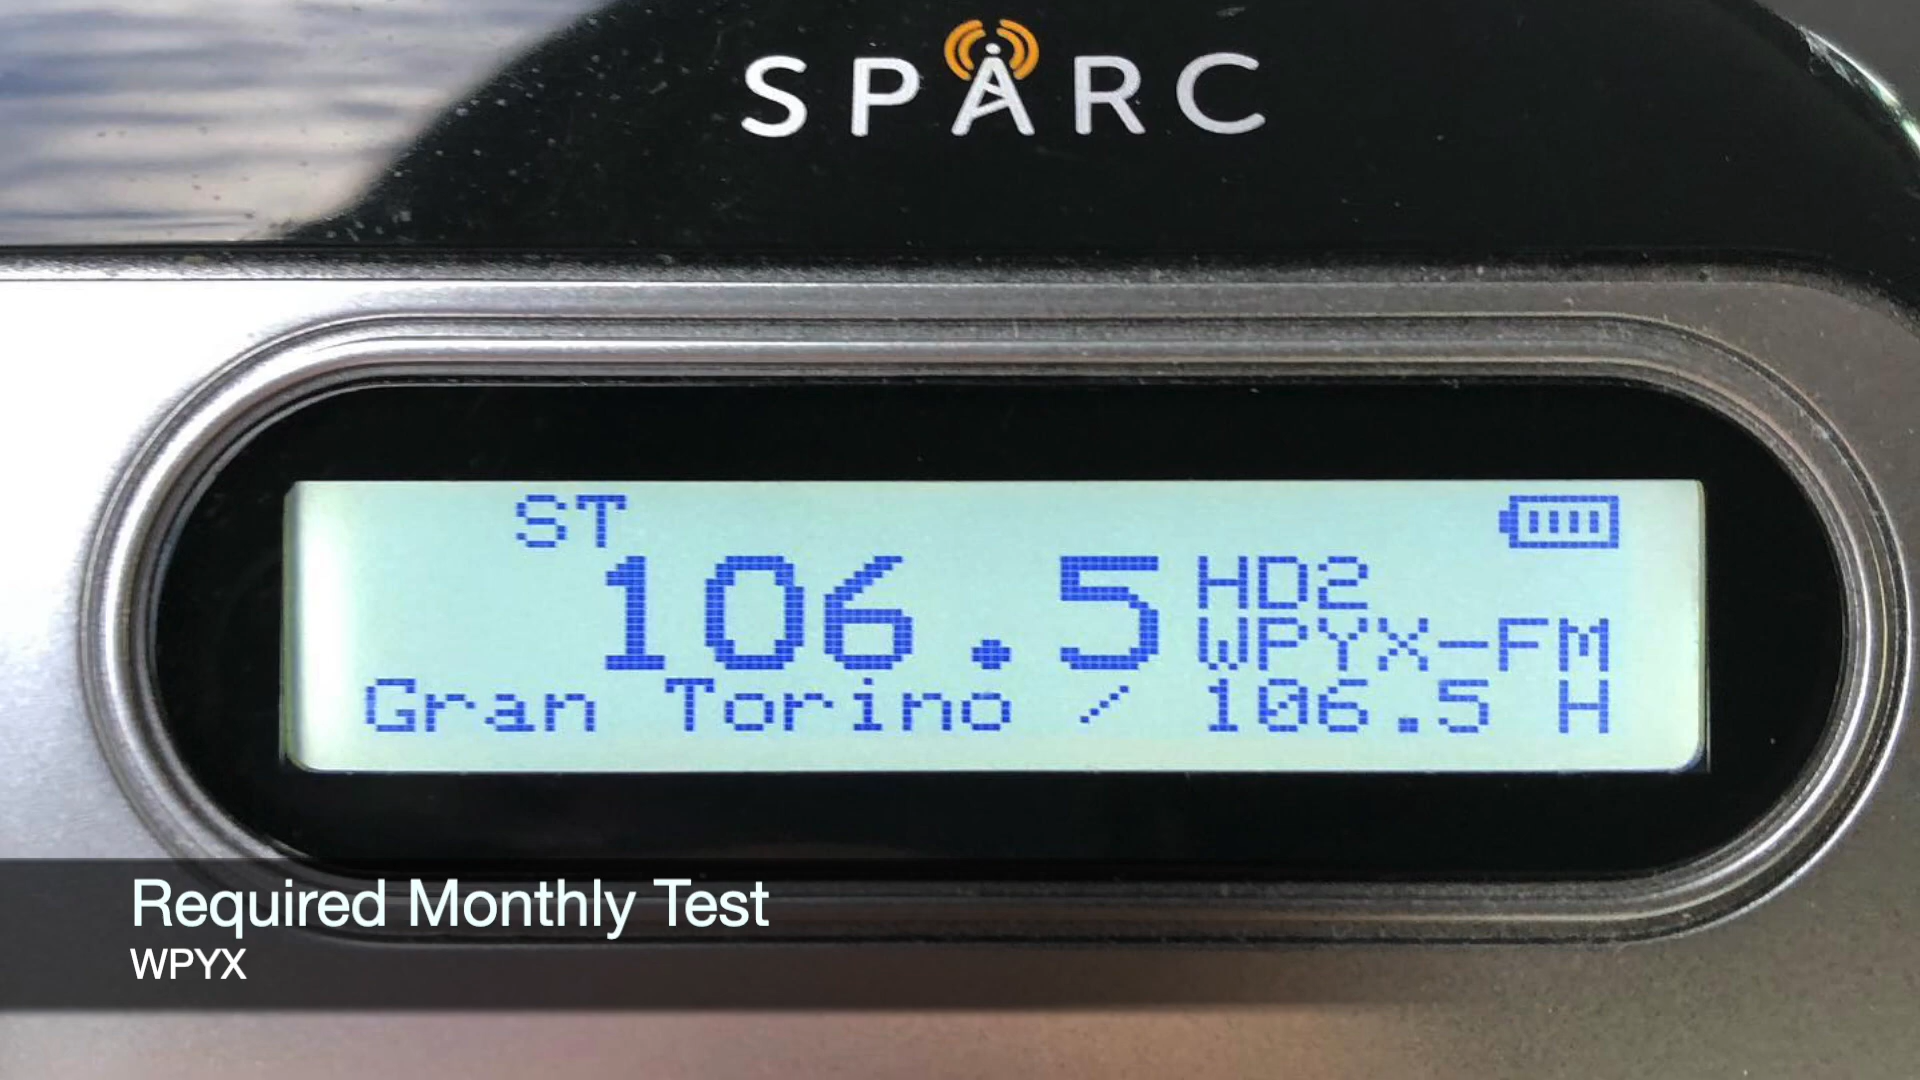 SPARC
ST
106.5 HD2
WPYX-FM
Gran Torino / 106.5 H
Required Monthly Test
WPYX